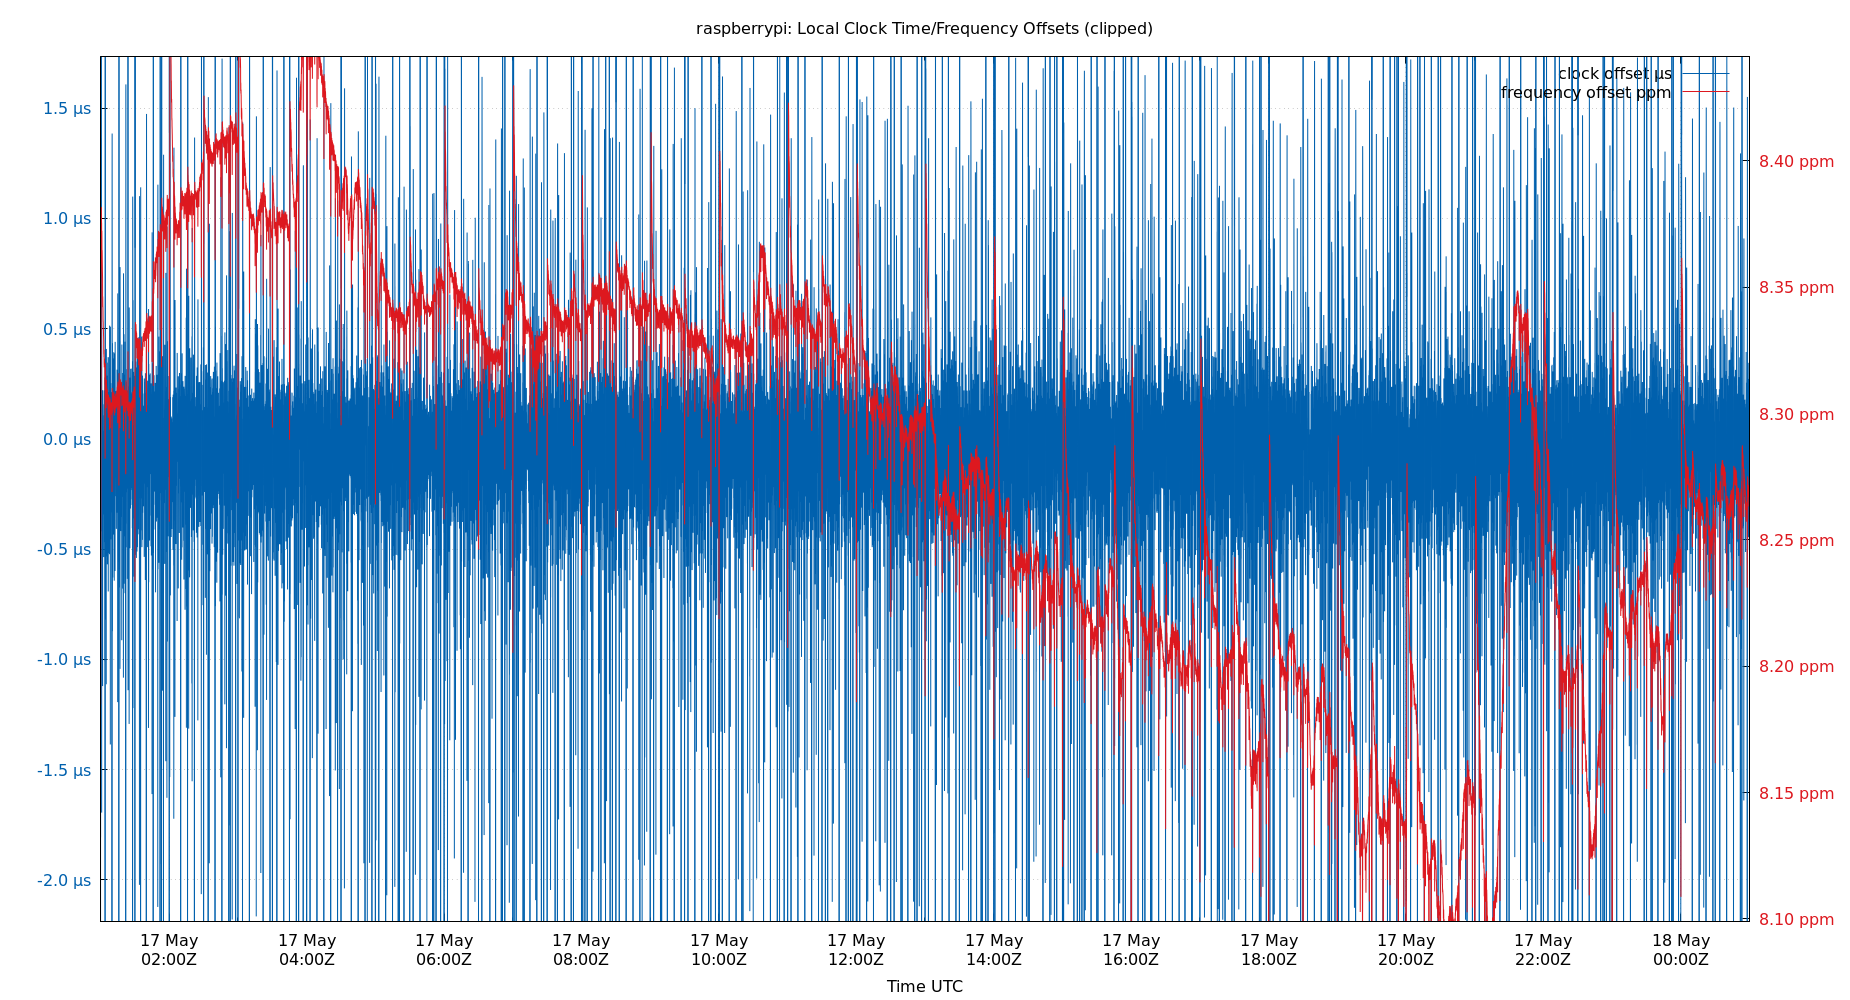 raspberrypi: Local Clock Time/Frequency Offsets (clipped)
clock offset µs
frequency offset ppm
1.5 µs
1.0 µs
0.5 µs
0.0 µs
-0.5 µs
-1.0 µs
-1.5 µs
-2.0 µs
8.40 ppm
8.35 ppm
8.30 ppm
8.25 ppm
8.20 ppm
8.15 ppm
8.10 ppm
17 May 17 May 17 May 17 May 17 May 17 May 17 May 17 May 17 May 17 May 17 May 18 May
02:00Z 04:00Z 06:00Z 08:00Z 10:00Z 12:00Z 14:00Z 16:00Z 18:00Z 20:00Z 22:00Z 00:00Z
Time UTC